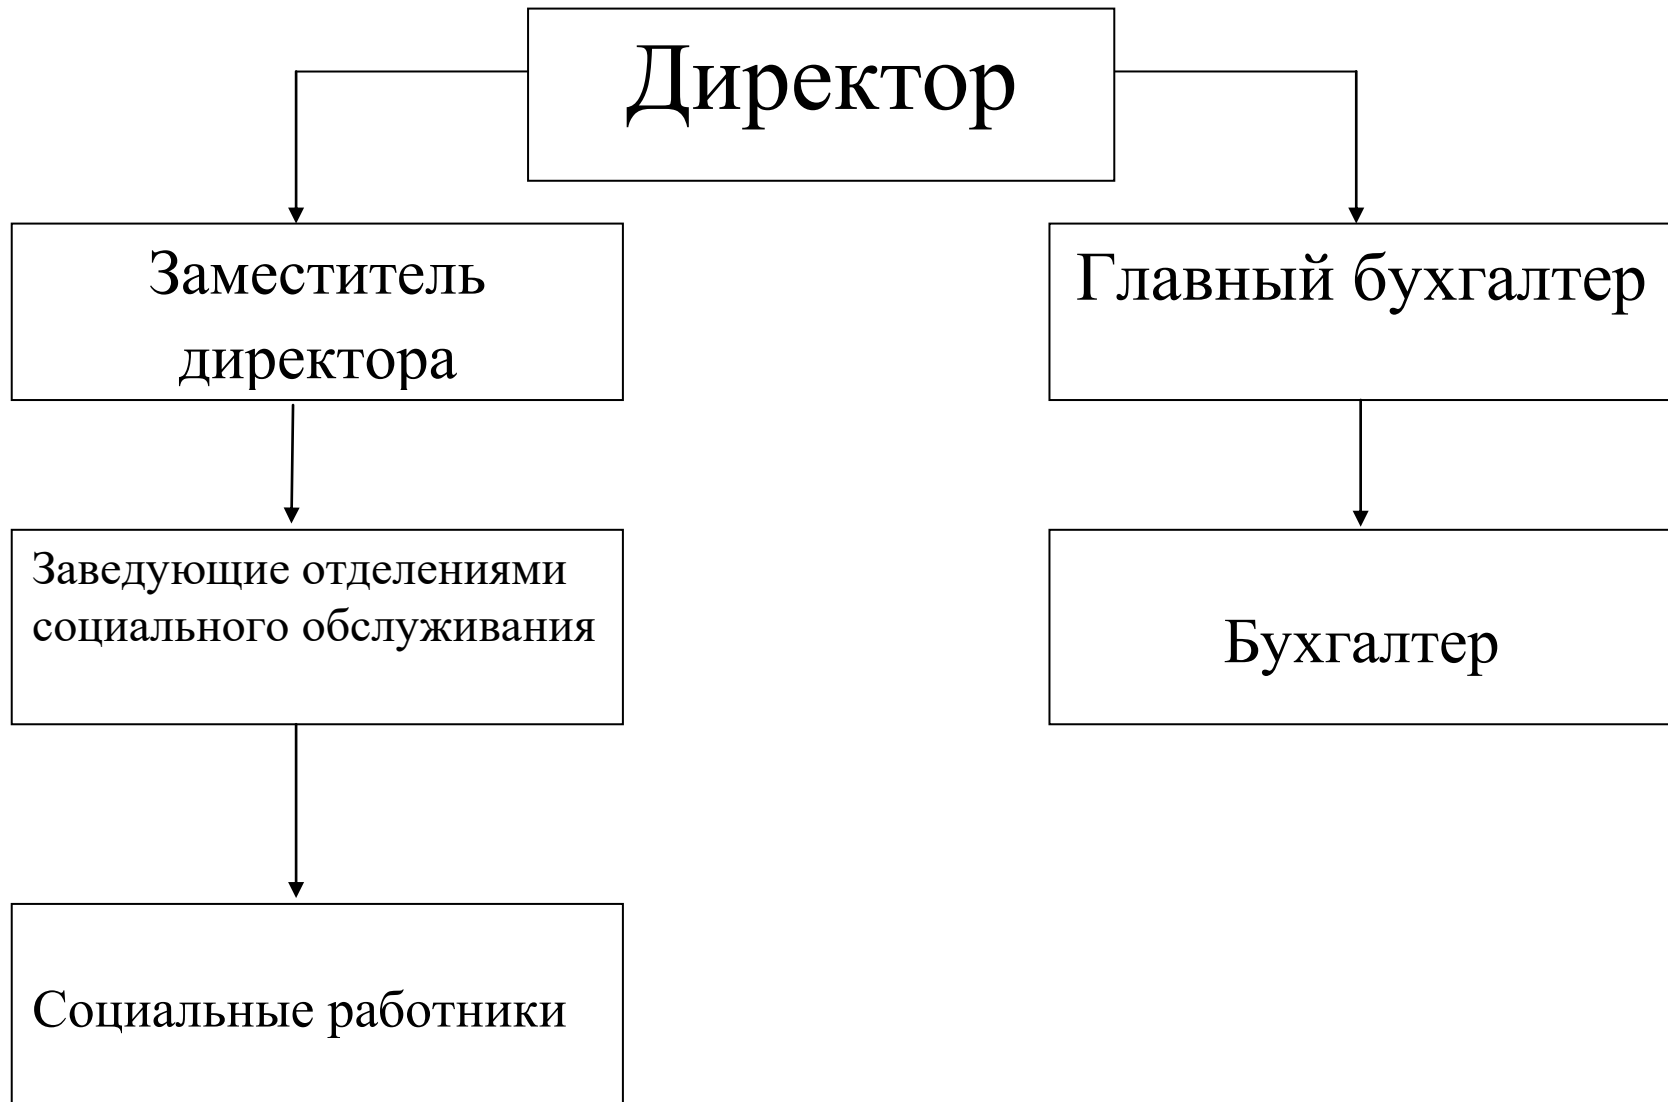 Директор
Заместитель
директора
Главный бухгалтер
Заведующие отделениями
социального обслуживания
Бухгалтер
Социальные работники